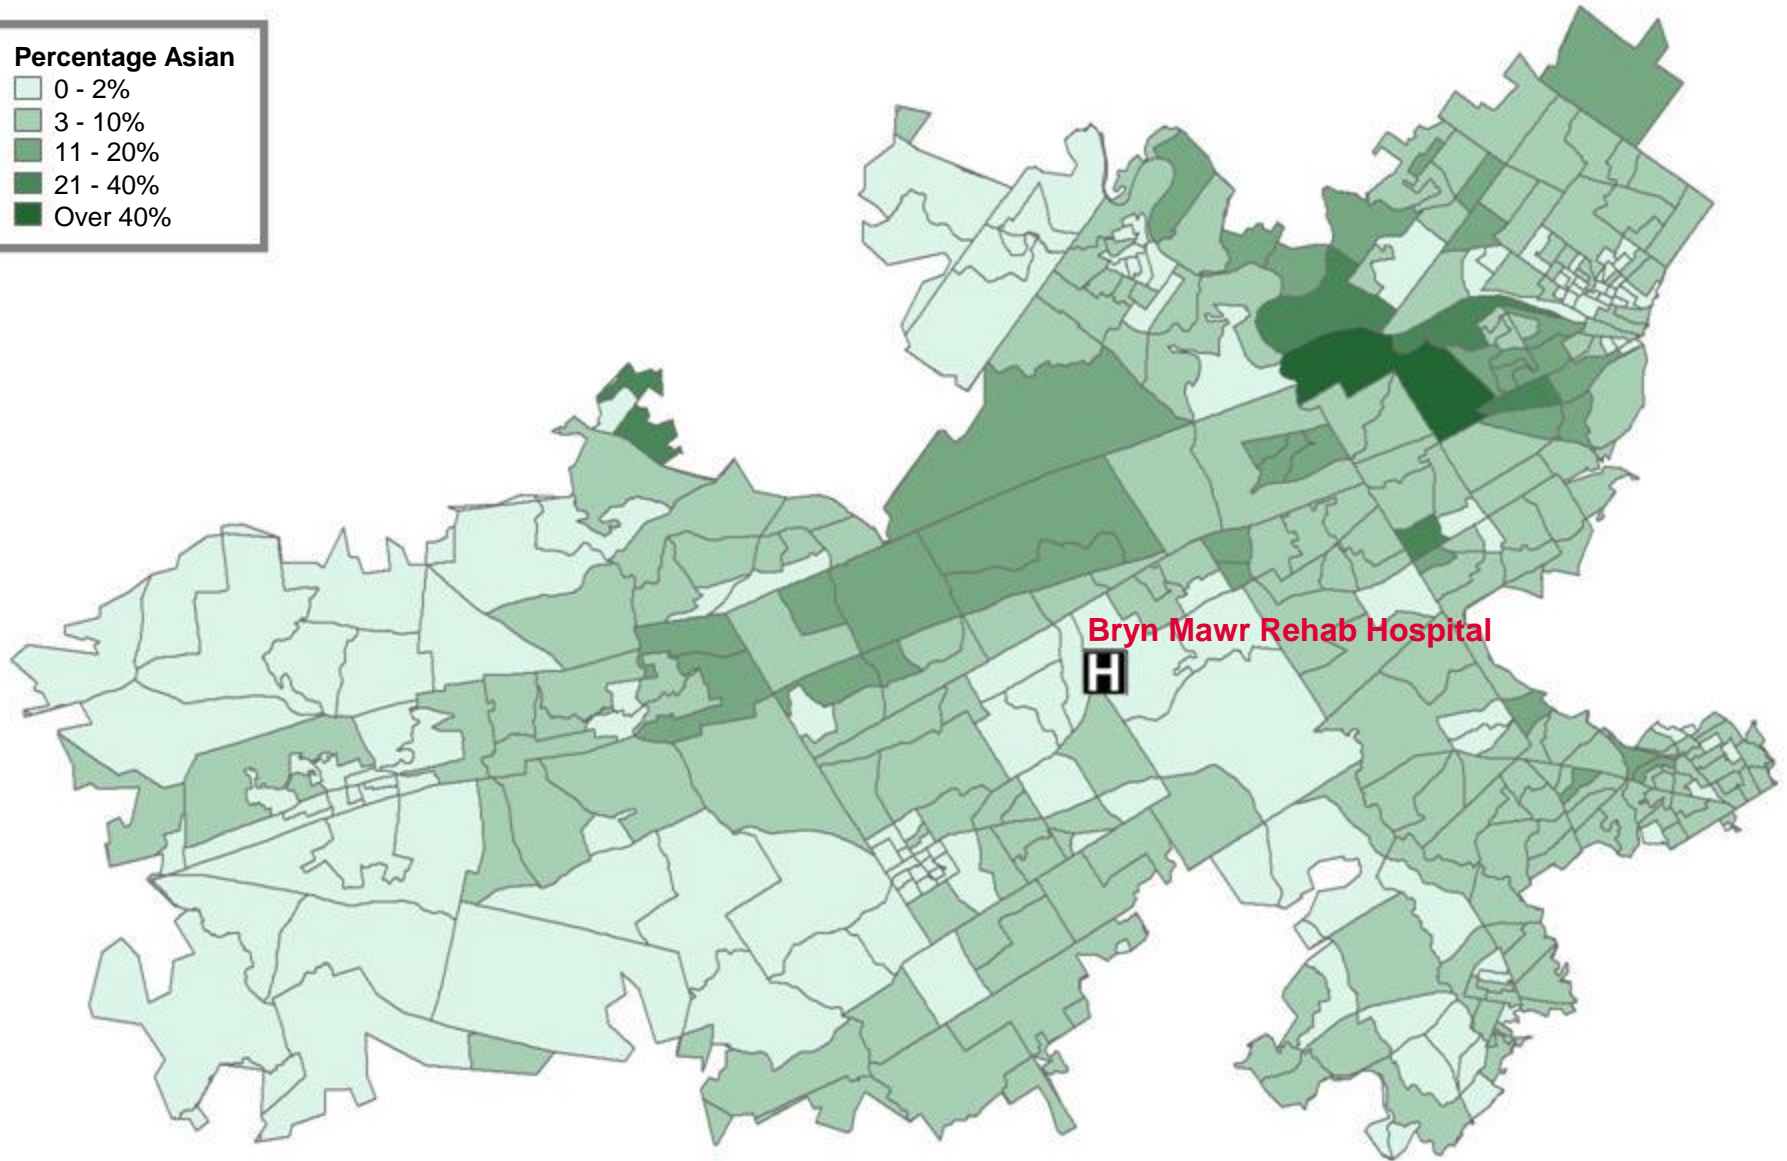 Percentage Asian
0 - 2%
3 - 10%
11 - 20%
21 - 40%
Over 40%
Bryn Mawr Rehab Hospital
H